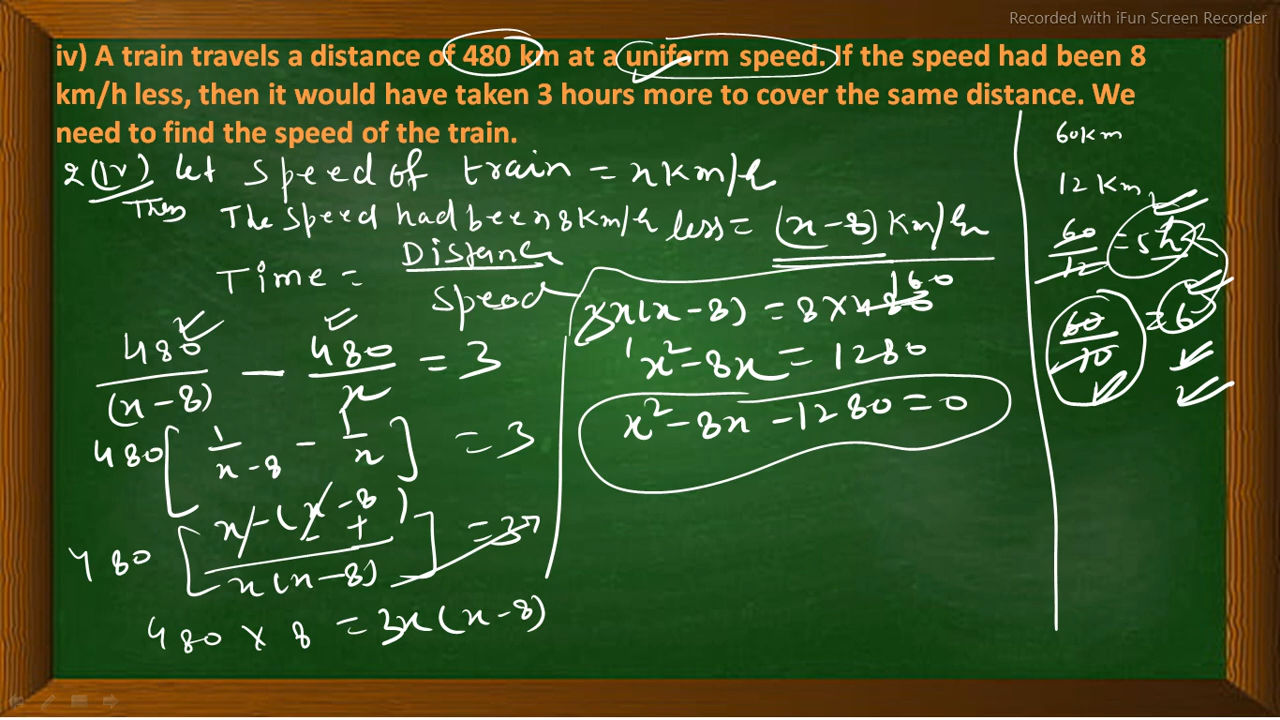 Recorded with iFun Screen Recorder
iv) A train travels a distance of 480 km at a uniform speed. If the speed had been 8
km/h less, then it would have taken 3 hours more to cover the same distance. We
need to find the speed of the train.
2(iv) let speed of train = x km/h
Then The speed had been 8 km/h less = (x-8) km/h
Time = Distance / Speed
480/(x-8) - 480/x = 3
480[1/x-8 - 1/x] = 3
480[x-(x-8)/x(x-8)] = 3
480 x 8 = 3x(x-8)
3x(x-8) = 8×480 160
x²-8x = 1280
x²-8x-1280=0
60km
12 Km
60/12 = 5h
60/10 = 6